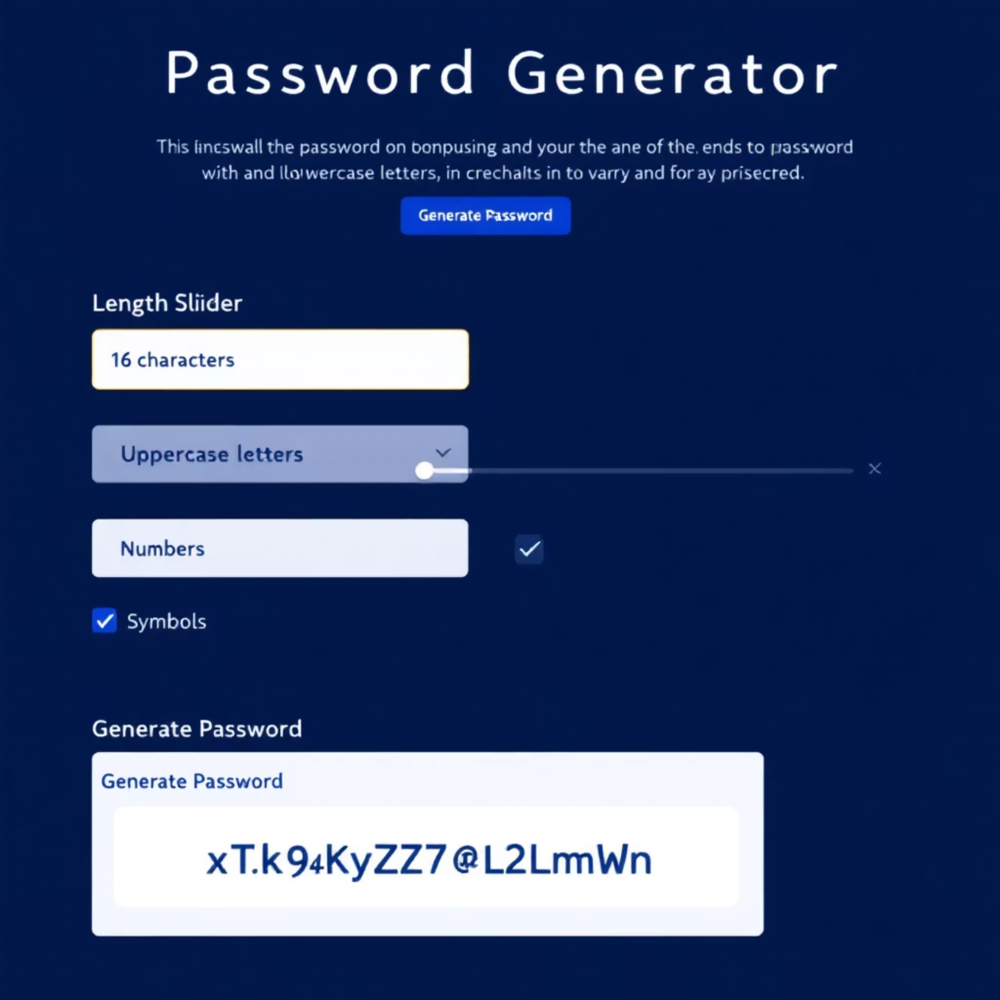 Password Generator
This lincswall the password on bonpusing and your the ane of the. ends to password
with and llowercase letters, in crechalts in to varry and for ay prisecred.
Generate Password
Length Sliider
16 characters
Uppercase letters
Numbers
Symbols
Generate Password
Generate Password
xT.k94KyZZ7@L2LmWn